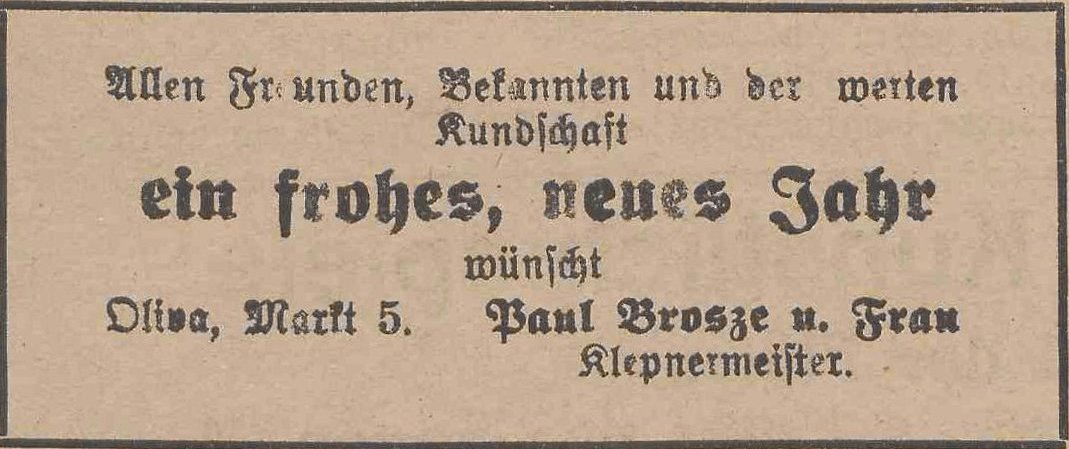 Allen Freunden, Bekannten und der werten
Kundschaft
ein frohes, neues Jahr
wünscht
Oliva, Markt 5. Paul Brosze u. Frau
Klepnermeister.